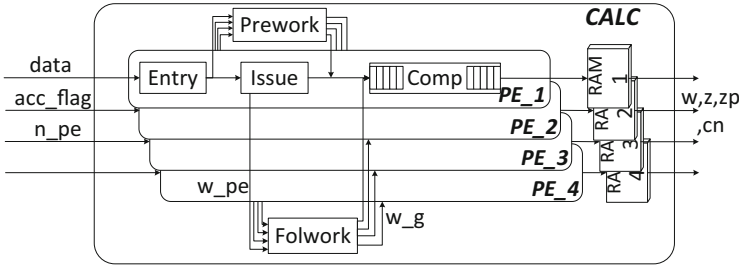 CALC
Prework
data
Entry
Issue
Comp
PE_1
RAM
1
acc_flag
PE_2
RA
2
w,z,zp
,cn
n_pe
PE_3
RA
3
w_pe
PE_4
RA
4
Folwork
w_g